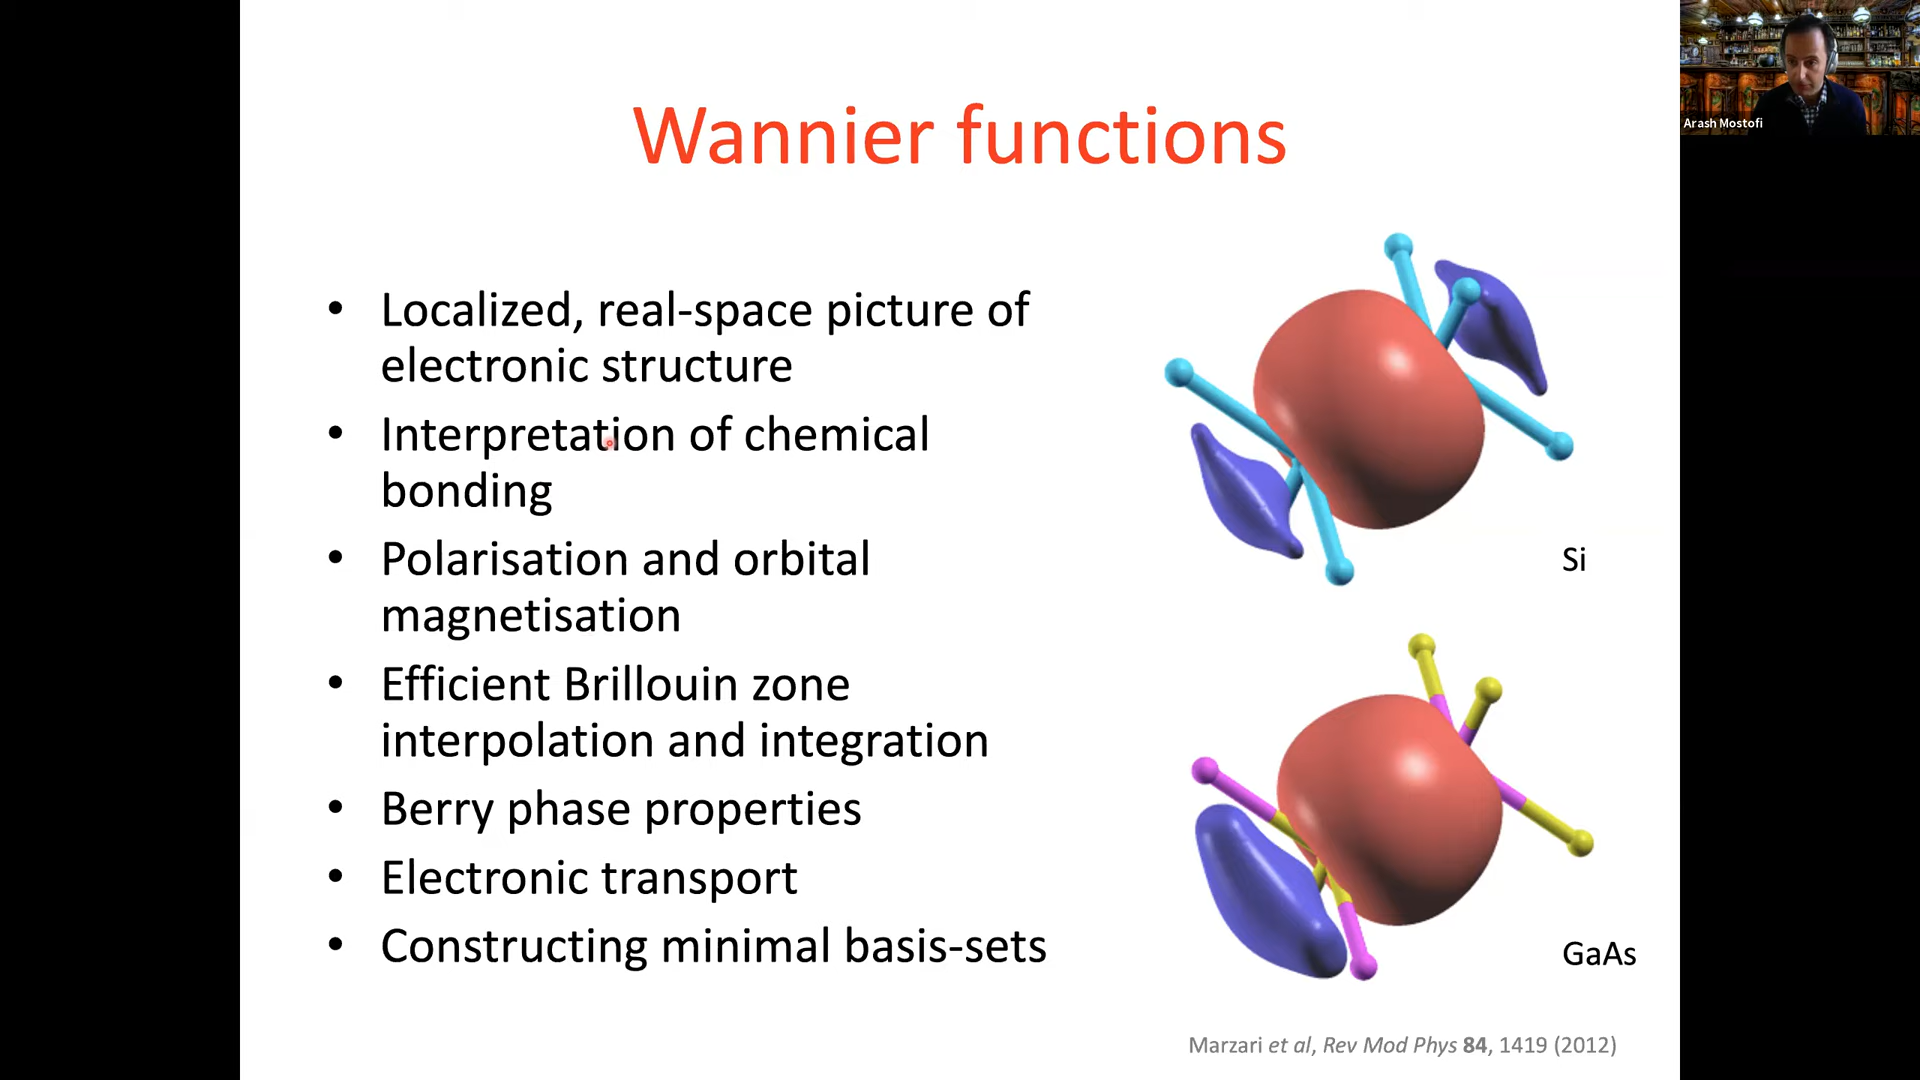 Wannier functions
• Localized, real-space picture of
electronic structure
• Interpretation of chemical
bonding
• Polarisation and orbital
magnetisation
• Efficient Brillouin zone
interpolation and integration
• Berry phase properties
• Electronic transport
• Constructing minimal basis-sets
Si
GaAs
Marzari et al, Rev Mod Phys 84, 1419 (2012)
Arash Mostofi